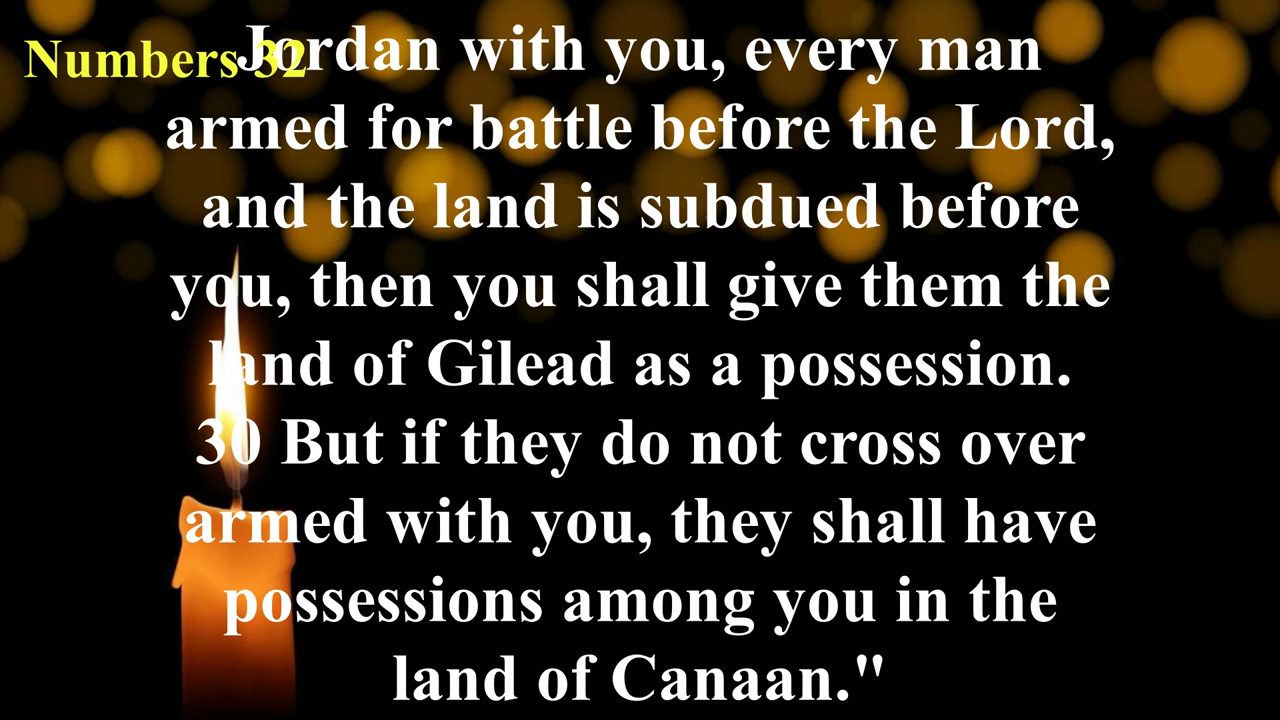 Numbers 32
Jordan with you, every man
armed for battle before the Lord,
and the land is subdued before
you, then you shall give them the
land of Gilead as a possession.
30 But if they do not cross over
armed with you, they shall have
possessions among you in the
land of Canaan."